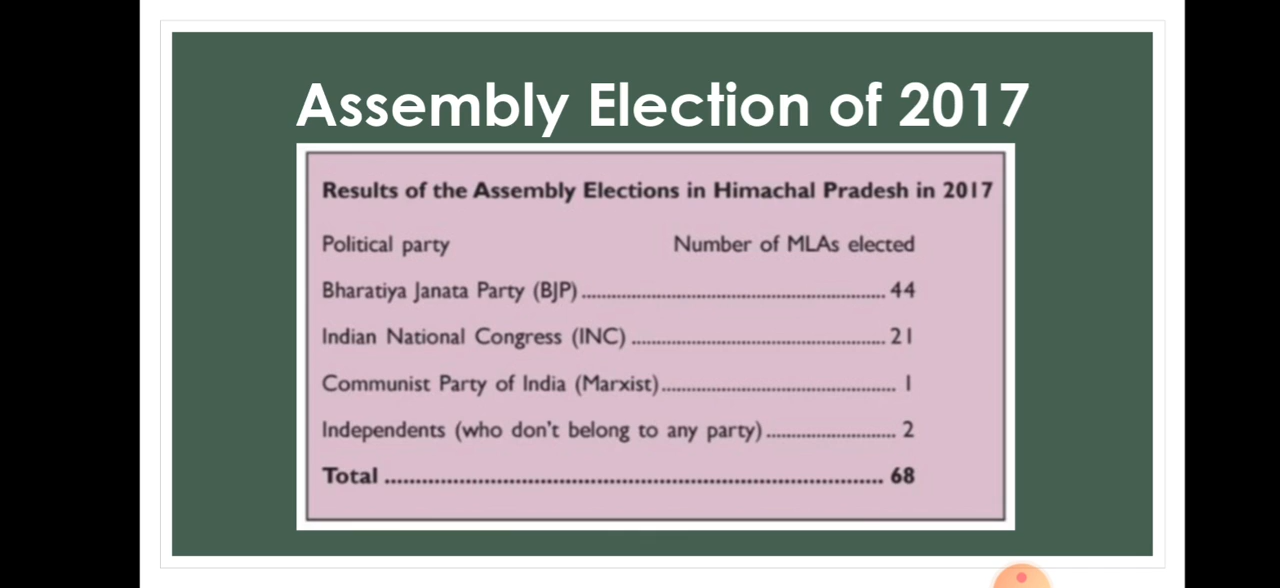 Assembly Election of 2017
Results of the Assembly Elections in Himachal Pradesh in 2017
Political party Number of MLAs elected
Bharatiya Janata Party (BJP) ........................................................ 44
Indian National Congress (INC) ............................................... 21
Communist Party of India (Marxist) ........................................... 1
Independents (who don't belong to any party) ........................ 2
Total ................................................................................ 68